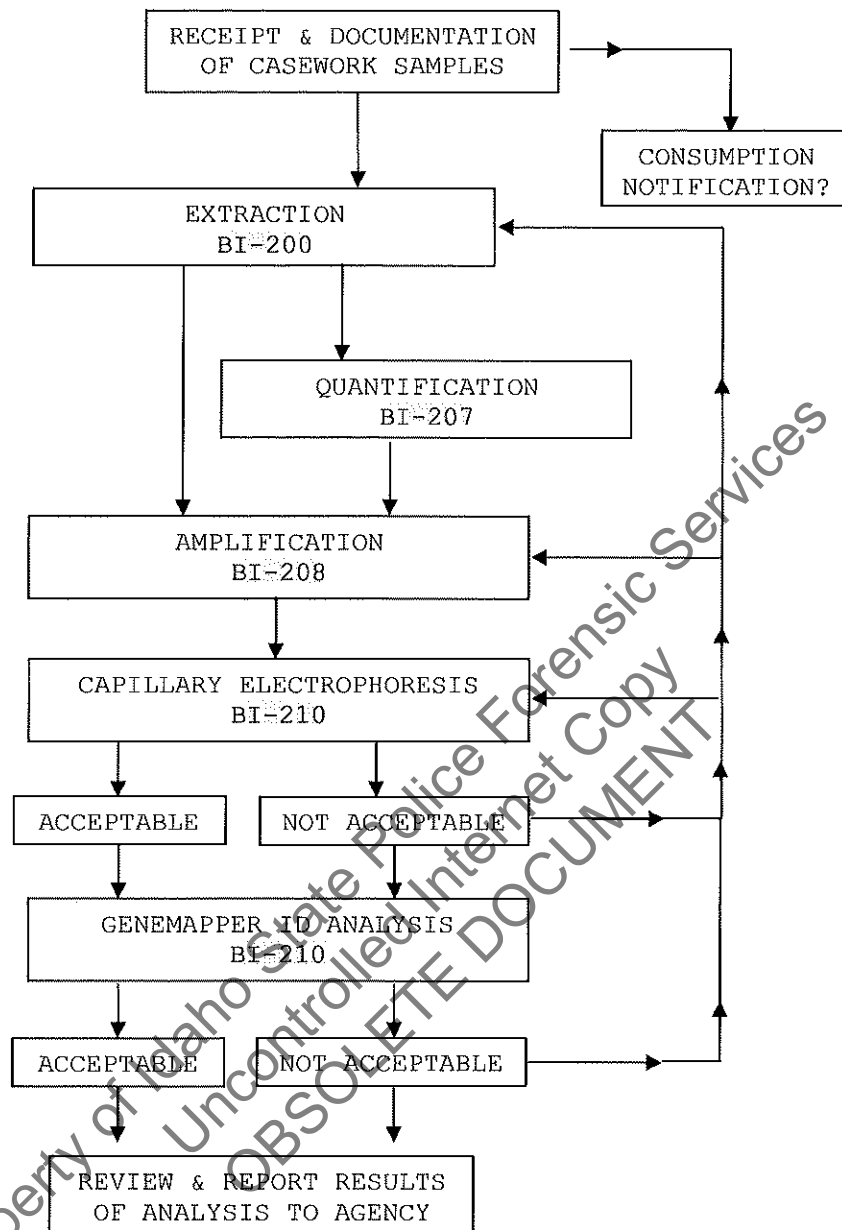 RECEIPT & DOCUMENTATION
OF CASEWORK SAMPLES
CONSUMPTION
NOTIFICATION?
EXTRACTION
BI-200
QUANTIFICATION
BI-207
AMPLIFICATION
BI-208
CAPILLARY ELECTROPHORESIS
BI-210
ACCEPTABLE
NOT ACCEPTABLE
GENEMAPPER ID ANALYSIS
BI-210
ACCEPTABLE
NOT ACCEPTABLE
REVIEW & REPORT RESULTS
OF ANALYSIS TO AGENCY
perty of Idaho State Police Forensic Services
Uncontrolled Internet Copy
OBSOLETE DOCUMENT